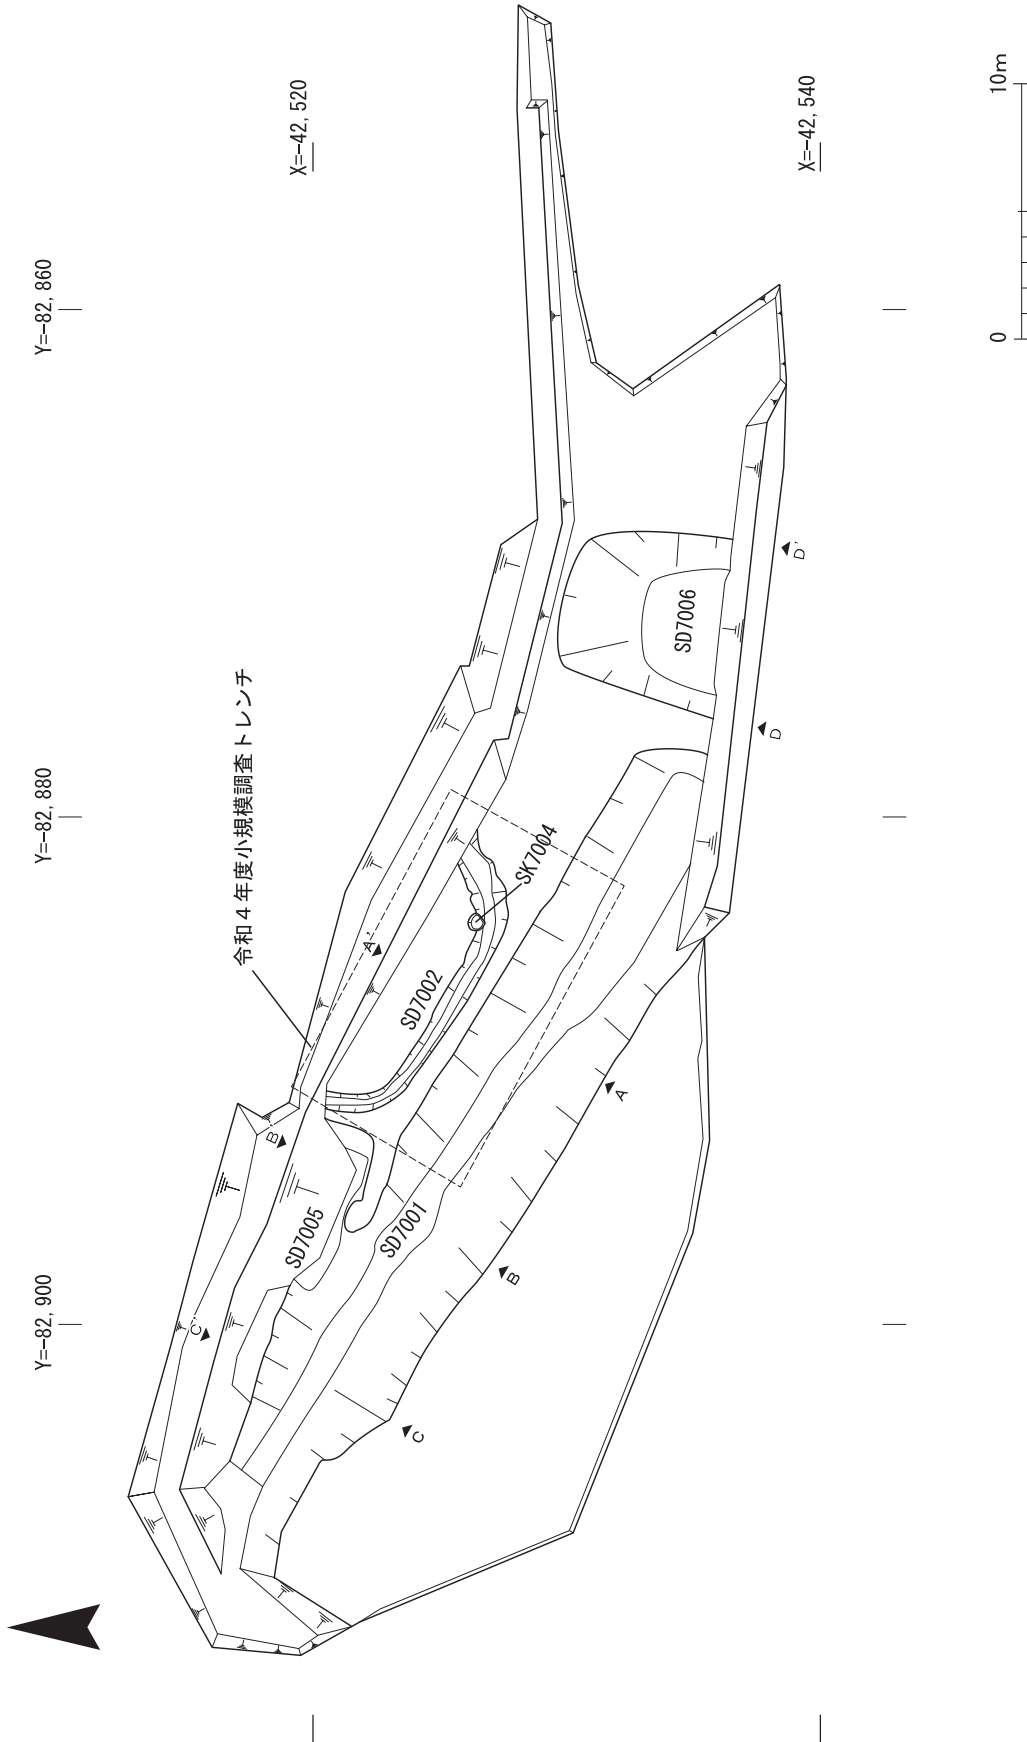 X=-42, 520
X=-42, 540
10m
0
Y=-82, 860
Y=-82, 880
Y=-82, 900
令和４年度小規模調査トレンチ
SD7006
D'
D
SK7004
A'
SD7002
A
B'
SD7005
SD7001
B
C'
C